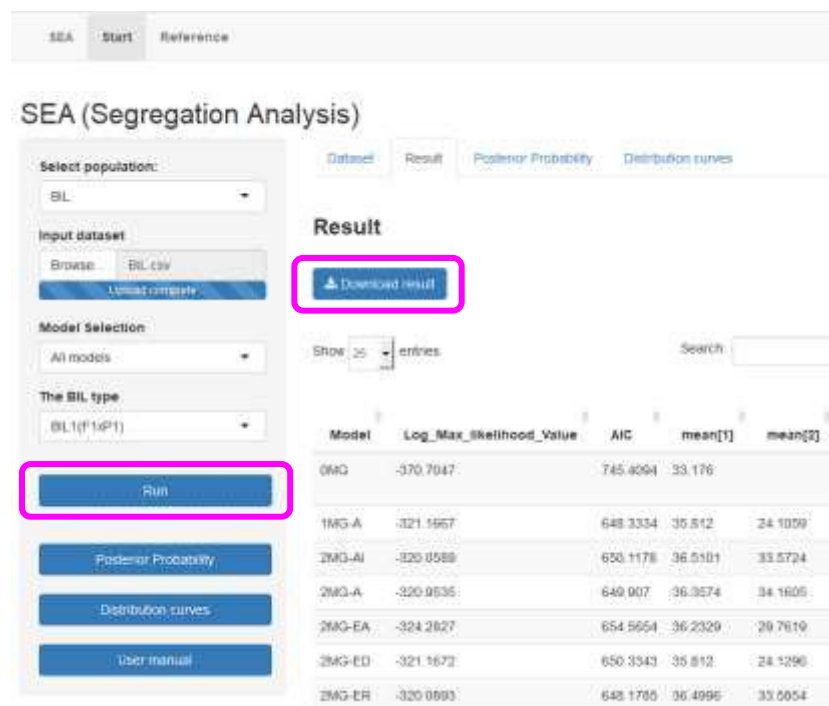 SEA Start Reference
SEA (Segregation Analysis)
Select population:
BIL
Input dataset
Browse... BIL.csv
Upload complete
Model Selection
All models
The BIL type
BIL1(F1xP1)
Run
Posterior Probability
Distribution curves
User manual
Dataset Result Posterior Probability Distribution curves
Result
Download result
Show 25 entries Search:
Model Log_Max_likelihood_Value AIC mean[1] mean[2]
0MG -370.7047 745.4094 33.176
1MG-A -321.1667 648.3334 35.812 24.1059
2MG-AI -320.0589 650.1178 36.5101 33.5724
2MG-A -320.9535 649.907 36.3574 34.1605
2MG-EA -324.2827 654.5654 36.2329 29.7619
2MG-ED -321.1672 650.3343 35.812 24.1296
2MG-ER -320.0893 648.1785 36.4996